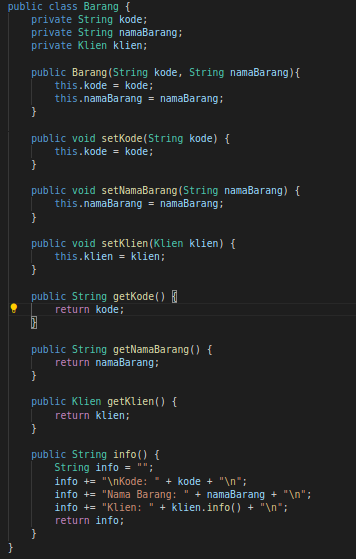 public class Barang {
    private String kode;
    private String namaBarang;
    private Klien klien;

    public Barang(String kode, String namaBarang){
        this.kode = kode;
        this.namaBarang = namaBarang;
    }

    public void setKode(String kode) {
        this.kode = kode;
    }

    public void setNamaBarang(String namaBarang) {
        this.namaBarang = namaBarang;
    }

    public void setKlien(Klien klien) {
        this.klien = klien;
    }

    public String getKode() {
        return kode;
    }

    public String getNamaBarang() {
        return namaBarang;
    }

    public Klien getKlien() {
        return klien;
    }

    public String info() {
        String info = "";
        info += "\nKode: " + kode + "\n";
        info += "Nama Barang: " + namaBarang + "\n";
        info += "Klien: " + klien.info() + "\n";
        return info;
    }
}